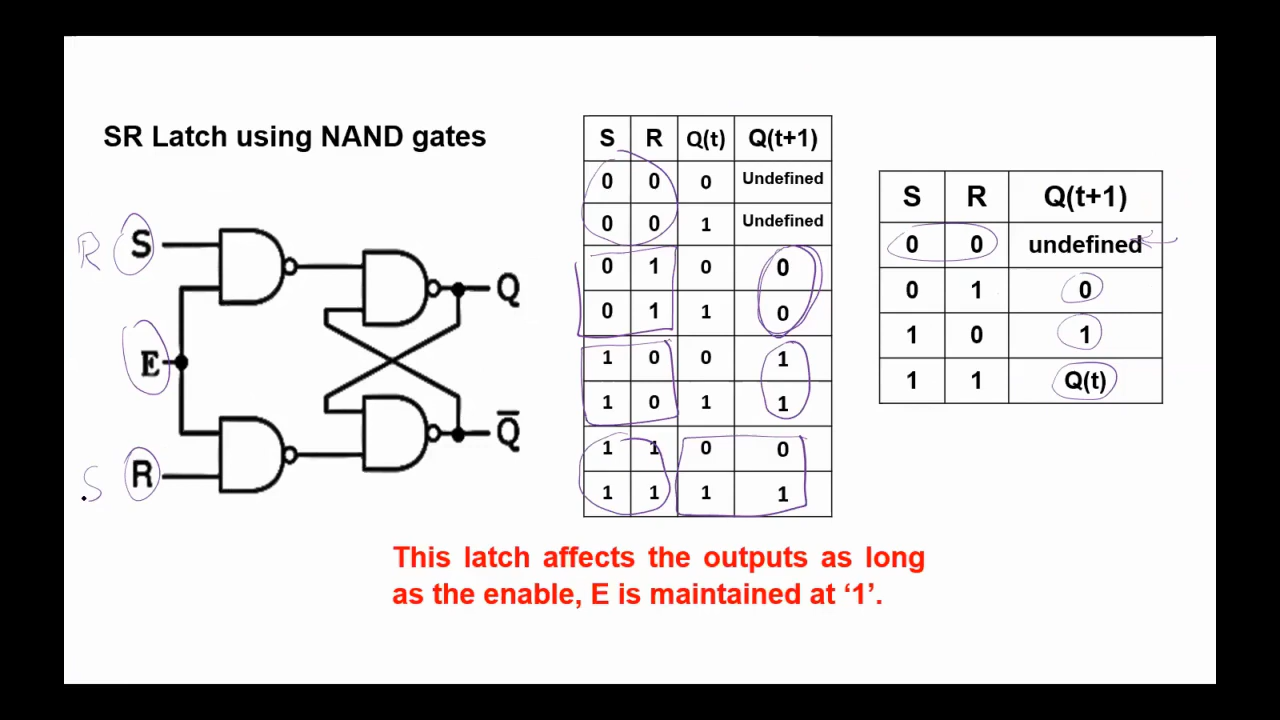 SR Latch using NAND gates
R S
E
S R
Q
Q̅
S R Q(t) Q(t+1)
0 0 0 Undefined
0 0 1 Undefined
0 1 0 0
0 1 1 0
1 0 0 1
1 0 1 1
1 1 0 0
1 1 1 1
S R Q(t+1)
0 0 undefined
0 1 0
1 0 1
1 1 Q(t)
This latch affects the outputs as long
as the enable, E is maintained at ‘1’.